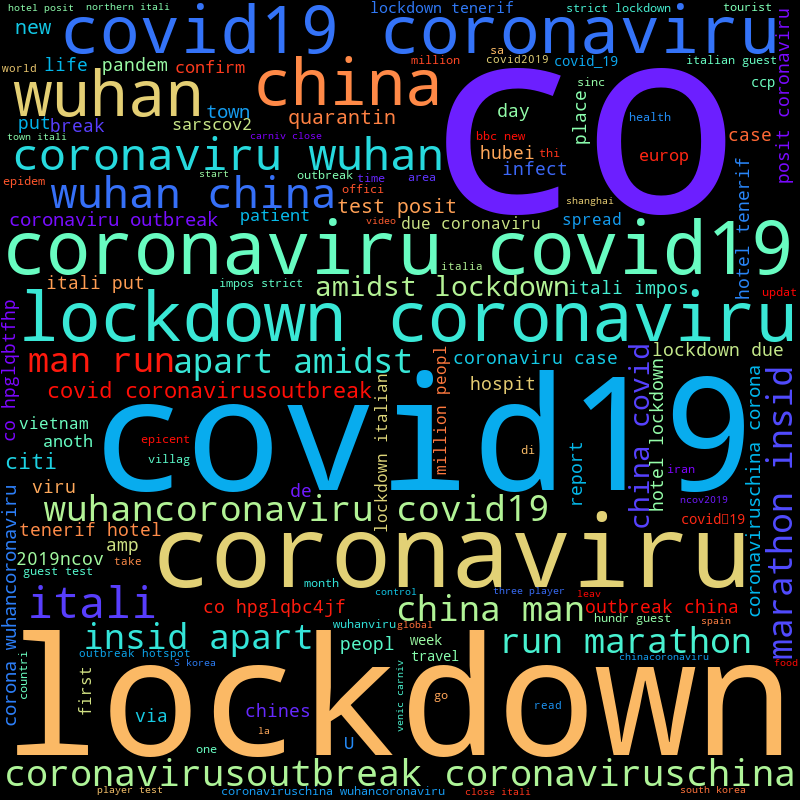 hotel posit
northern itali
lockdown tenerif
strict lockdown
tourist
new
covid19 coronaviru
posit coronaviru
world
life
pandem
confirm
million
sa
covid2019
covid_19
italian guest
wuhan
china
co
sinc
ccp
put
break
town
sarscov2
quarantin
day
place
health
case
town itali
carniv close
bbc new
coronaviru wuhan
hubei
thi
europ
epidem
start
outbreak
time
area
infect
wuhan china
offici
test posit
shanghai
coronaviru outbreak
patient
video
due coronaviru
spread
hotel tenerif
coronaviru covid19
italia
itali put
impos strict
amidst lockdown
itali impos
updat
lockdown coronaviru
co hpglqbtfhp
man run
apart amidst
million peopl
coronaviru case
china covid
lockdown due
hotel lockdown
covid coronavirusoutbreak
lockdown italian
hospit
coronaviruschina corona
marathon insid
covid19
vietnam
anoth
epicent
villag
di
report
iran
citi
viru
de
ncov2019
corona wuhancoronaviru
wuhancoronaviru covid19
covid19
tenerif hotel
amp
coronaviru
2019ncov
take
guest test
month
control
three player
leav
itali
co hpglqbc4jf
china man
outbreak china
hundr guest
spain
insid apart
wuhanviru
global
peopl
week
travel
run marathon
countri
outbreak hotspot
S korea
chinacoronaviru
food
first
lockdown
venic carniv
go
read
via
chines
la
U
one
coronavirusoutbreak coronaviruschina
player test
coronaviruschina wuhancoronaviru
close itali
south korea